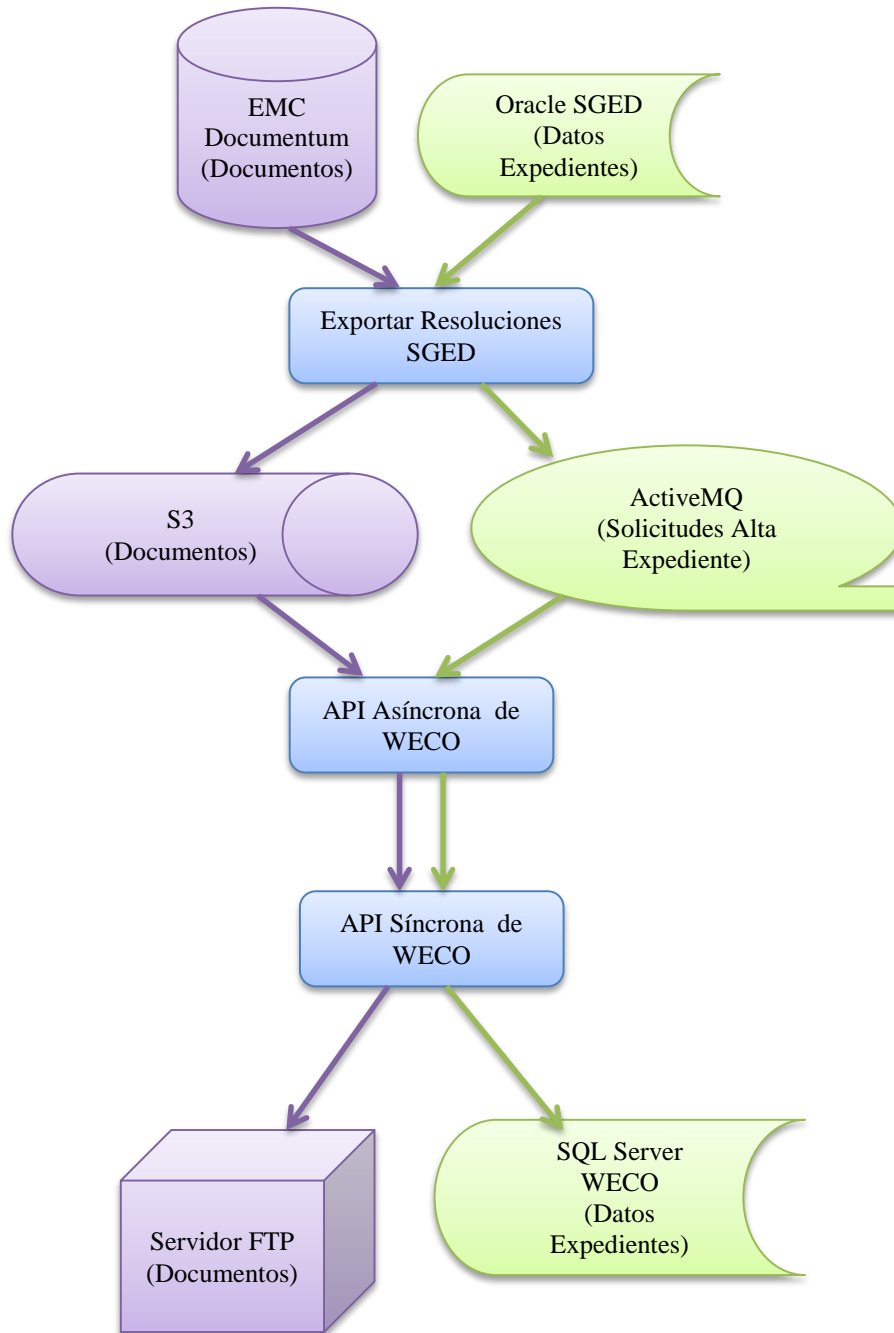 EMC
Documentum
(Documentos)
Oracle SGED
(Datos
Expedientes)
Exportar Resoluciones
SGED
S3
(Documentos)
ActiveMQ
(Solicitudes Alta
Expediente)
API Asíncrona de
WECO
API Síncrona de
WECO
Servidor FTP
(Documentos)
SQL Server
WECO
(Datos
Expedientes)